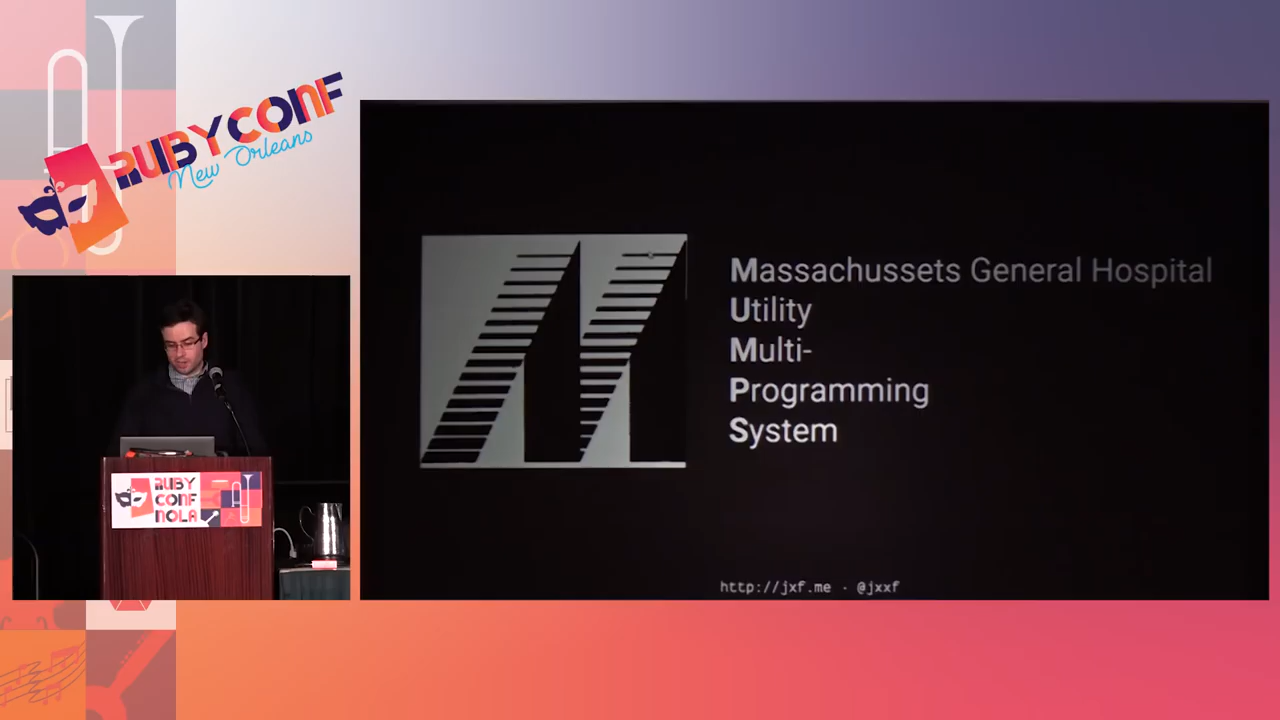 RUBYCONF
New Orleans
RUBY
CONF
NOLA
Massachussets General Hospital
Utility
Multi-
Programming
System
http://jxf.me · @jxxf